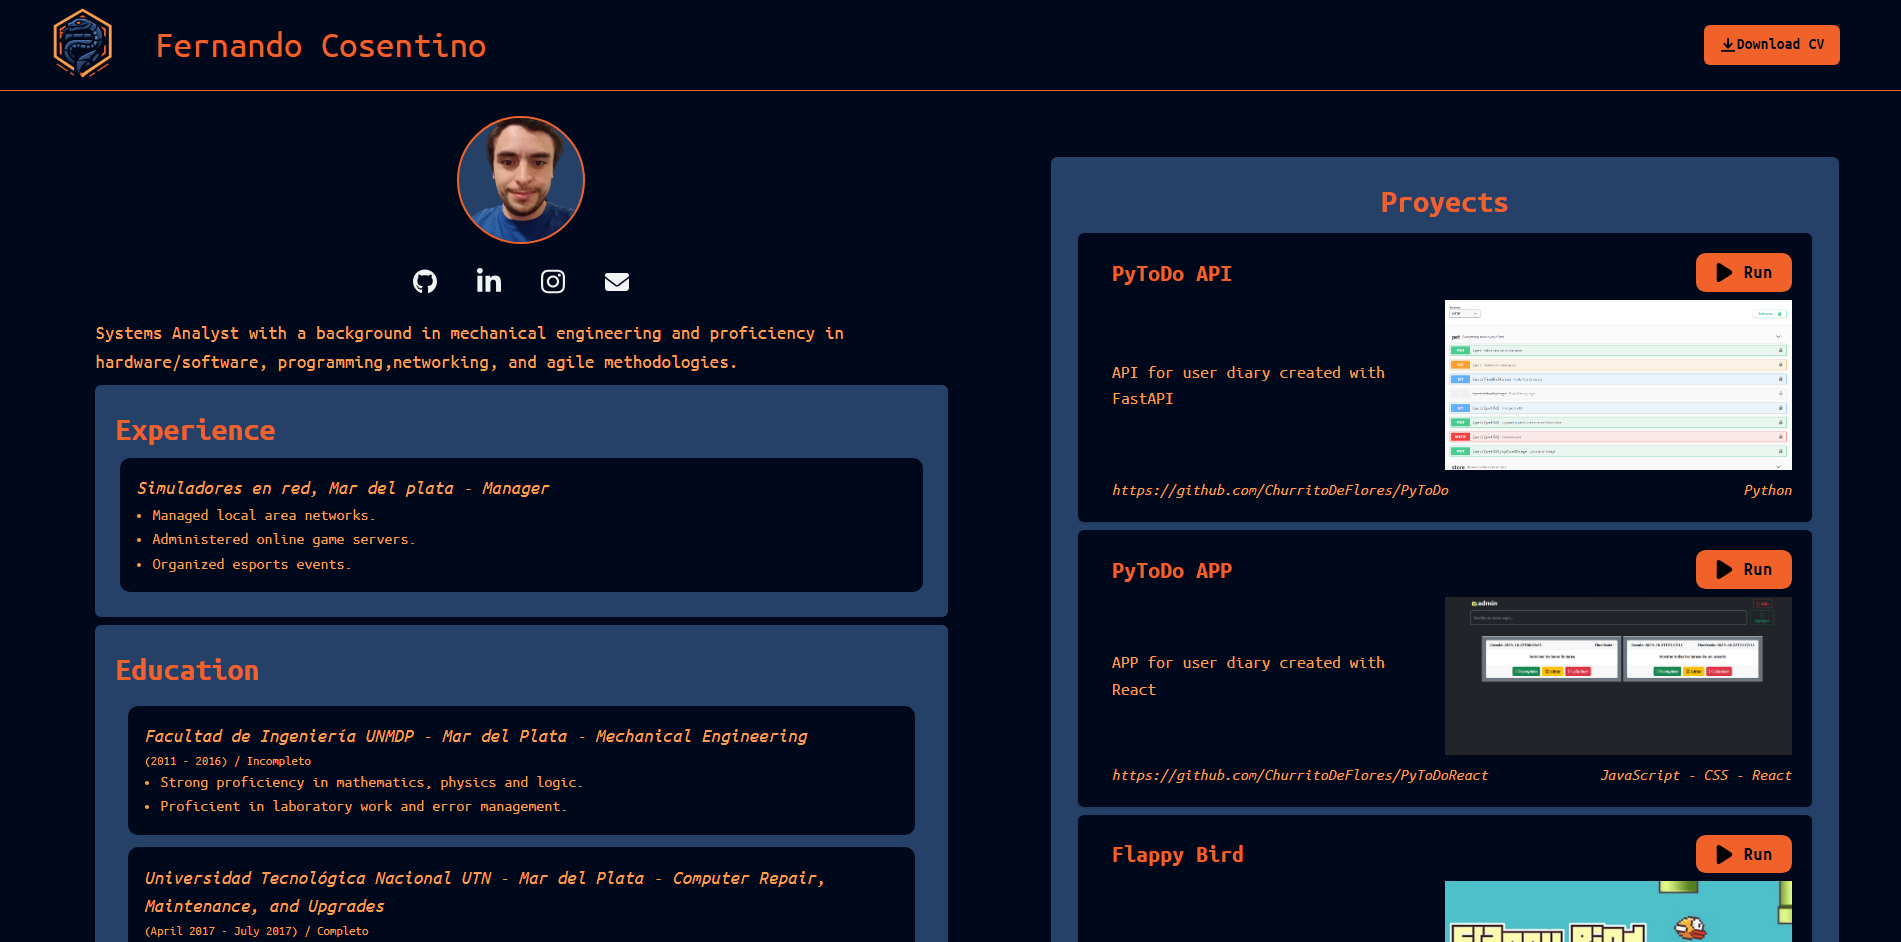 Fernando Cosentino
Download CV
Systems Analyst with a background in mechanical engineering and proficiency in
hardware/software, programming,networking, and agile methodologies.
Experience
Simuladores en red, Mar del plata - Manager
• Managed local area networks.
• Administered online game servers.
• Organized esports events.
Education
Facultad de Ingeniería UNMDP - Mar del Plata - Mechanical Engineering
(2011 - 2016) / Incompleto
• Strong proficiency in mathematics, physics and logic.
• Proficient in laboratory work and error management.
Universidad Tecnológica Nacional UTN - Mar del Plata - Computer Repair,
Maintenance, and Upgrades
(April 2017 - July 2017) / Completo
Proyects
PyToDo API
Run
API for user diary created with
FastAPI
pet
store
https://github.com/ChurritoDeFlores/PyToDo
Python
PyToDo APP
Run
APP for user diary created with
React
admin
https://github.com/ChurritoDeFlores/PyToDoReact
JavaScript - CSS - React
Flappy Bird
Run
Flappy Bird